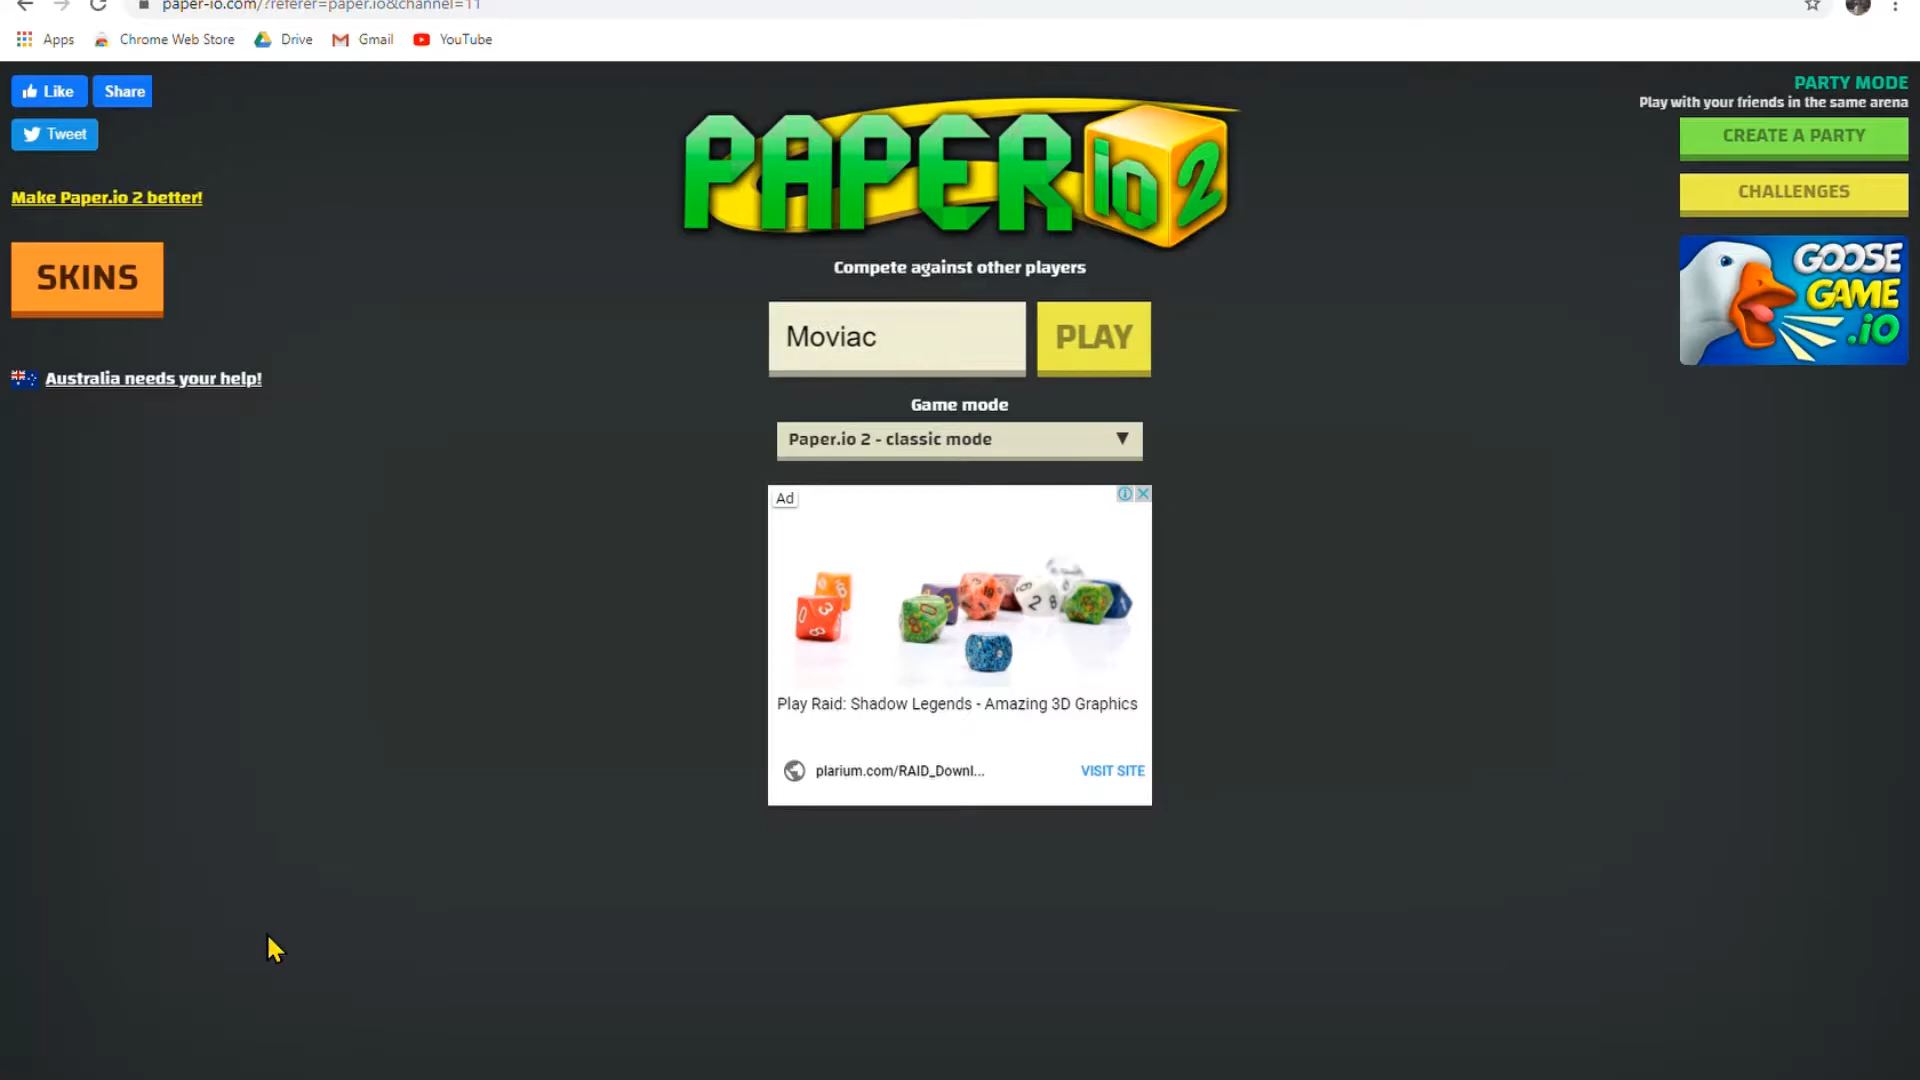 paper-io.com/?referer=paper.io&channel=11
Apps Chrome Web Store Drive Gmail YouTube
Like Share
Tweet
Make Paper.io 2 better!
SKINS
Australia needs your help!
PAPER io 2
Compete against other players
Moviac PLAY
Game mode
Paper.io 2 - classic mode
Ad
Play Raid: Shadow Legends - Amazing 3D Graphics
plarium.com/RAID_Downl... VISIT SITE
PARTY MODE
Play with your friends in the same arena
CREATE A PARTY
CHALLENGES
GOOSE
GAME
.io